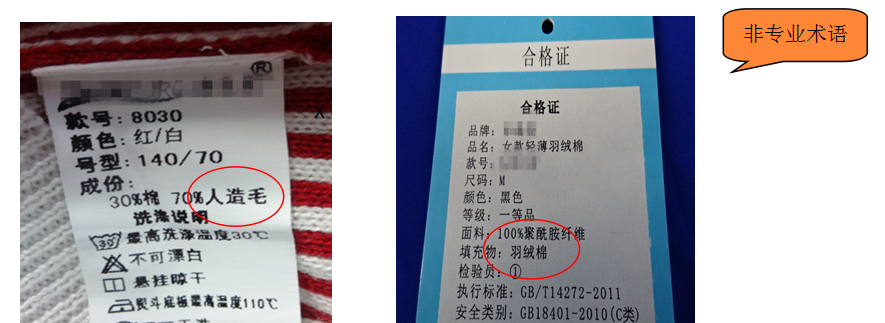 ®
款号: 8030
颜色: 红/白
号型: 140/70
成份:
30%棉 70%人造毛
洗涤说明
30
最高洗涤温度30℃
不可漂白
悬挂晾干
熨斗底板最高温度110℃
X
合格证
合格证
品牌:
品名: 女款轻薄羽绒棉
款号:
尺码: M
颜色: 黑色
等级: 一等品
面料: 100%聚酰胺纤维
填充物: 羽绒棉
检验员: ①
执行标准: GB/T14272-2011
安全类别: GB18401-2010(C类)
非专业术语